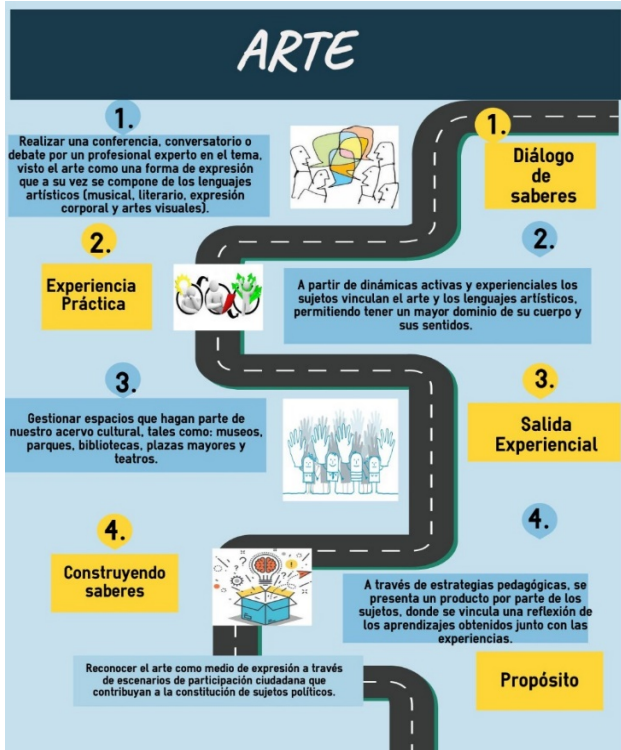 ARTE
1.
Realizar una conferencia, conversatorio o
debate por un profesional experto en el tema,
visto el arte como una forma de expresión
que a su vez se compone de los lenguajes
artísticos (musical, literario, expresión
corporal y artes visuales).
1.
Diálogo
de
saberes
2.
Experiencia
Práctica
2.
A partir de dinámicas activas y experienciales los
sujetos vinculan el arte y los lenguajes artísticos,
permitiendo tener un mayor dominio de su cuerpo y
sus sentidos.
3.
Gestionar espacios que hagan parte de
nuestro acervo cultural, tales como: museos,
parques, bibliotecas, plazas mayores y
teatros.
3.
Salida
Experiencial
4.
Construyendo
saberes
4.
A través de estrategias pedagógicas, se
presenta un producto por parte de los
sujetos, donde se vincula una reflexión de
los aprendizajes obtenidos junto con las
experiencias.
Reconocer el arte como medio de expresión a través
de escenarios de participación ciudadana que
contribuyan a la constitución de sujetos políticos.
Propósito